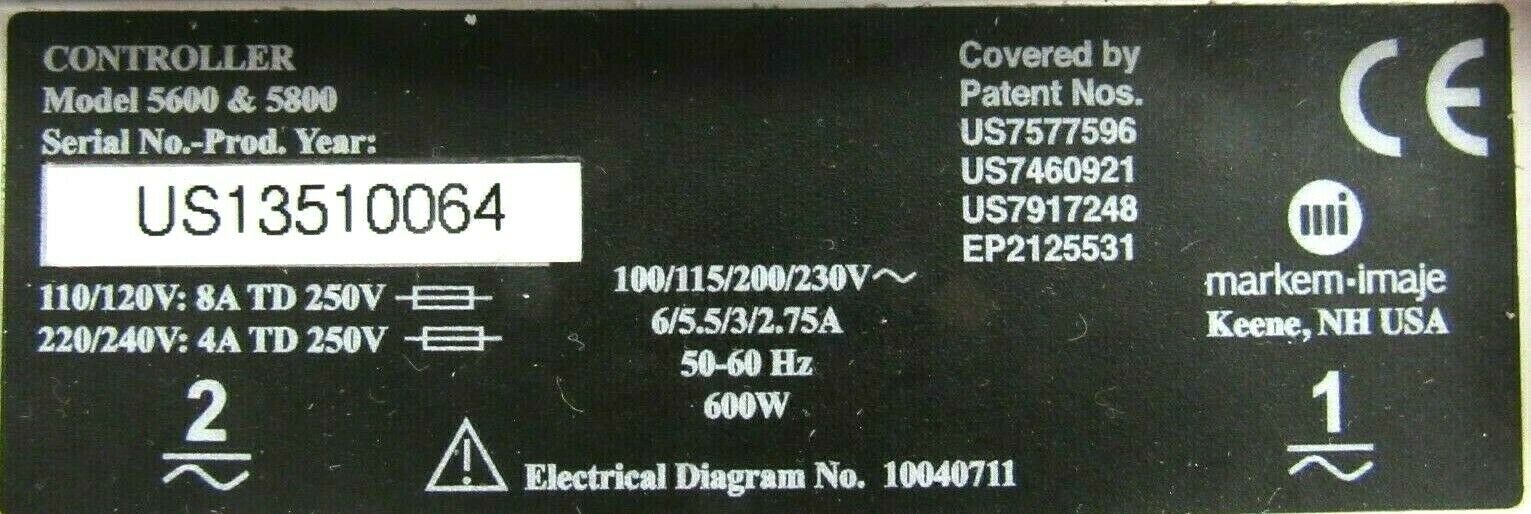 CONTROLLER
Model 5600 & 5800
Serial No.-Prod. Year:
US13510064
110/120V: 8A TD 250V
220/240V: 4A TD 250V
2
100/115/200/230V~
6/5.5/3/2.75A
50-60 Hz
600W
Electrical Diagram No. 10040711
Covered by
Patent Nos.
US7577596
US7460921
US7917248
EP2125531
CE
mi
markem·imaje
Keene, NH USA
1